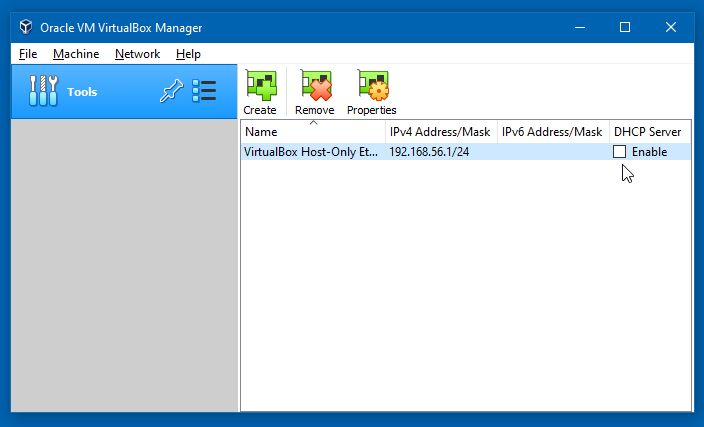 Oracle VM VirtualBox Manager
File Machine Network Help
Tools
Create Remove Properties
Name IPv4 Address/Mask IPv6 Address/Mask DHCP Server
VirtualBox Host-Only Et... 192.168.56.1/24 Enable